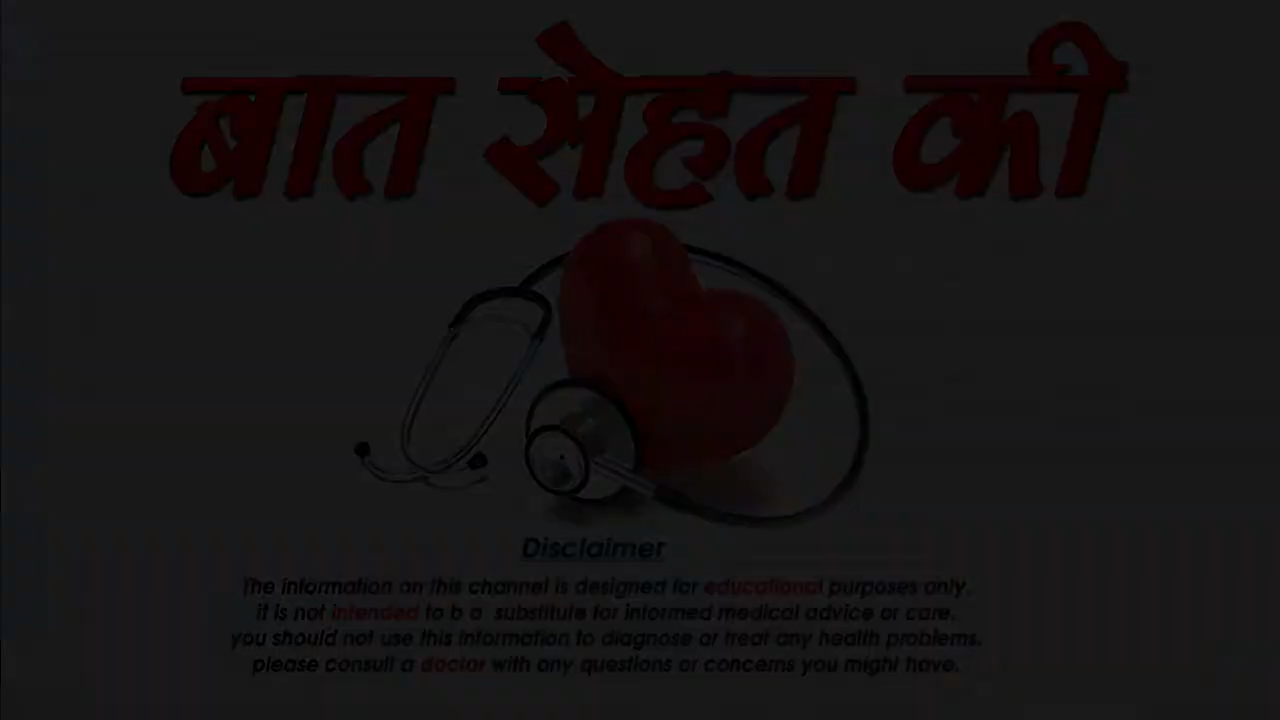 बात सेहत की
Disclaimer
The information on this channel is designed for educational purposes only.
it is not intended to b a substitute for informed medical advice or care.
you should not use this information to diagnose or treat any health problems.
please consult a doctor with any questions or concerns you might have.